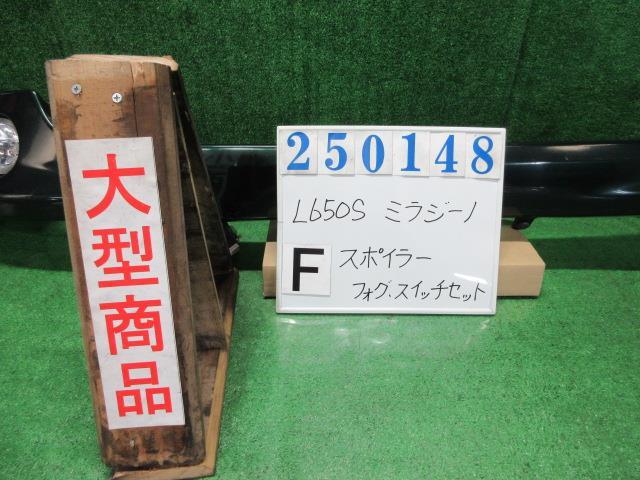 大型商品
250148
L650S ミラジーノ
F スポイラー
フォグ.スイッチセット